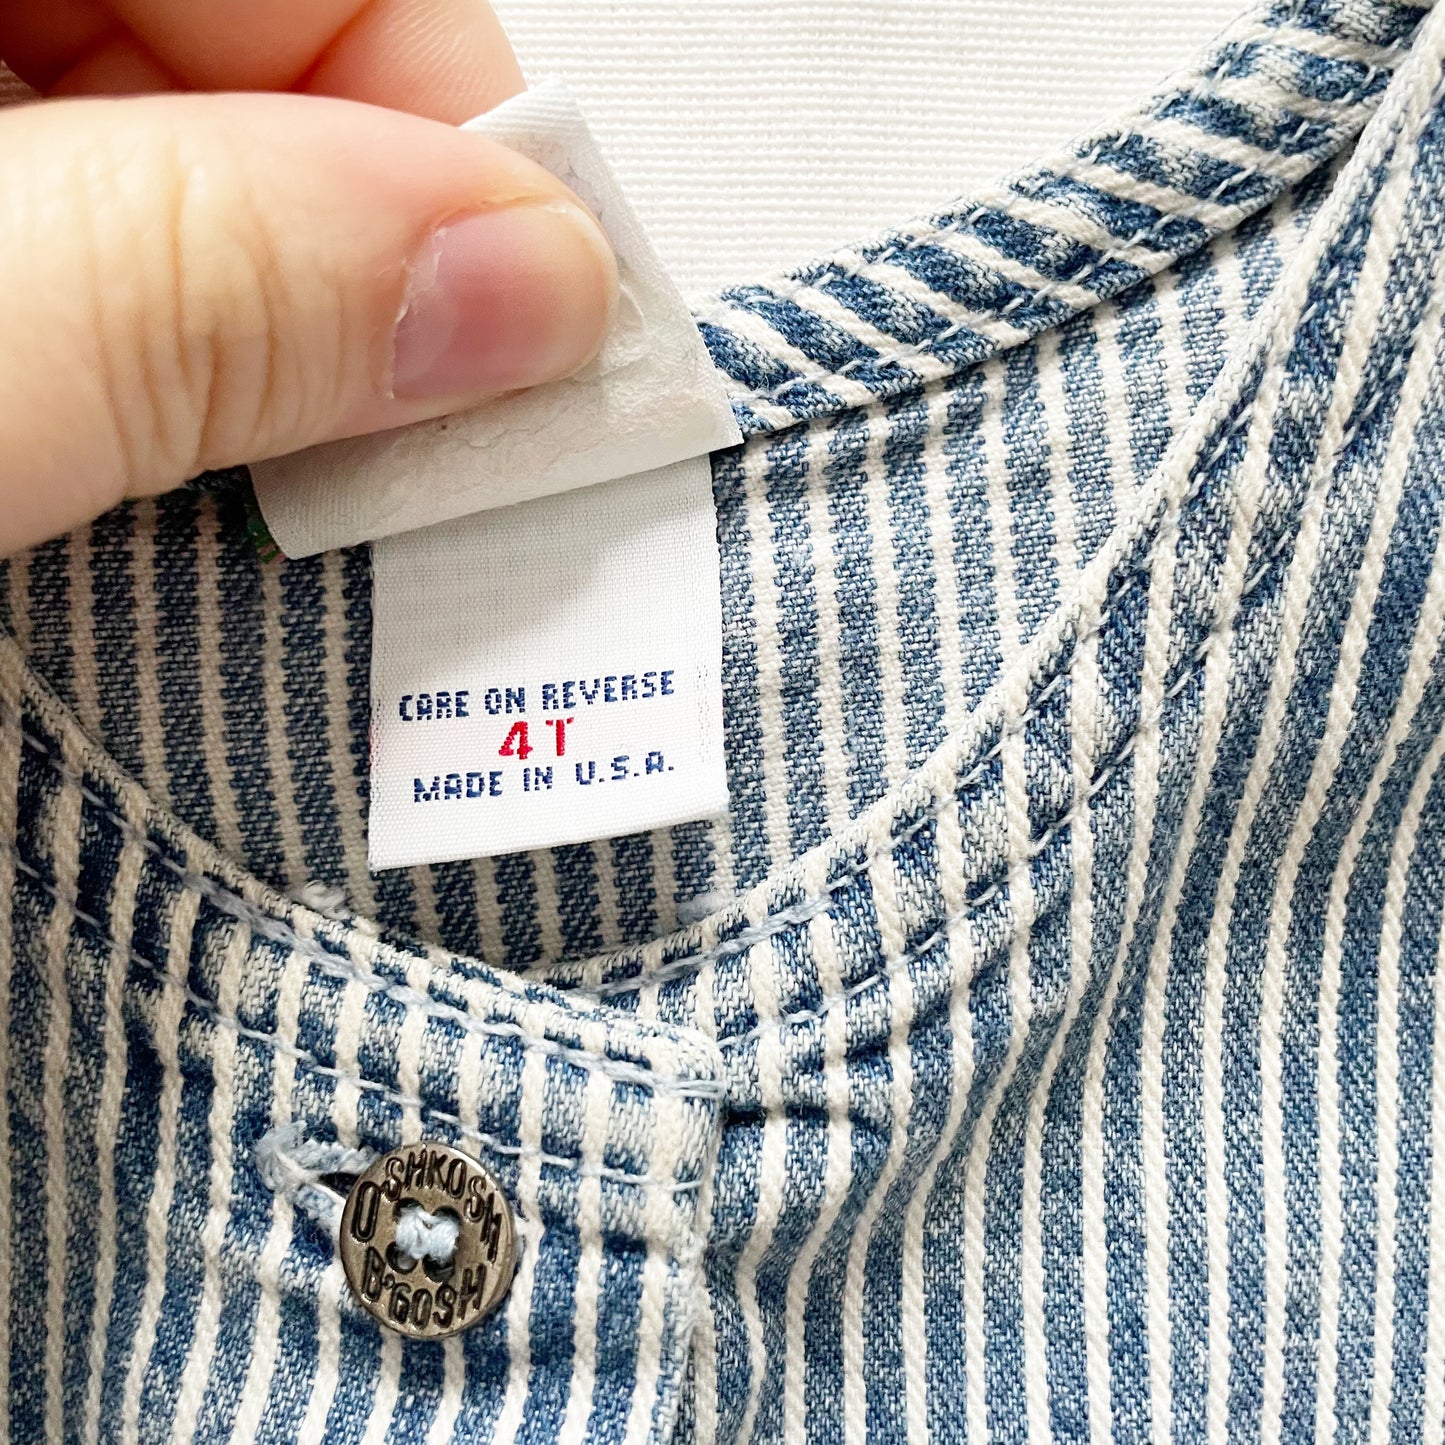 CARE ON REVERSE
4T
MADE IN U.S.A.
OSHKOSH
B'GOSH